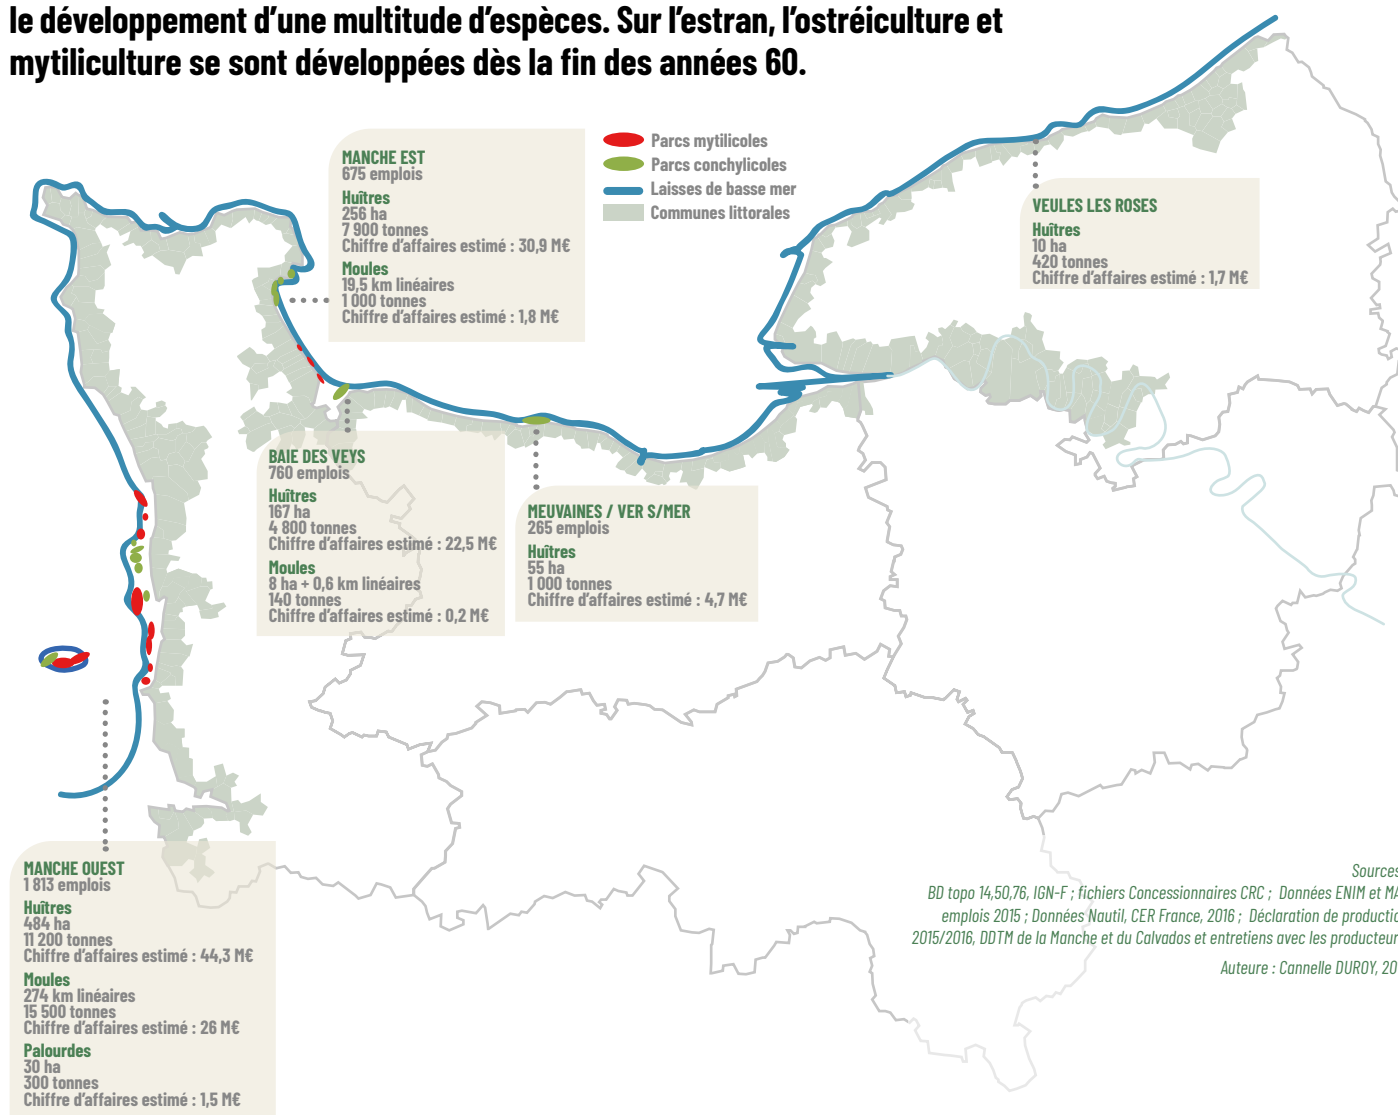 le développement d'une multitude d'espèces. Sur l'estran, l'ostréiculture et
mytiliculture se sont développées dès la fin des années 60.
MANCHE EST
675 emplois
Huîtres
256 ha
7 900 tonnes
Chiffre d'affaires estimé : 30,9 M€
Moules
19,5 km linéaires
1 000 tonnes
Chiffre d'affaires estimé : 1,8 M€
Parcs mytilicoles
Parcs conchylicoles
Laisses de basse mer
Communes littorales
VEULES LES ROSES
Huîtres
10 ha
420 tonnes
Chiffre d'affaires estimé : 1,7 M€
BAIE DES VEYS
760 emplois
Huîtres
167 ha
4 800 tonnes
Chiffre d'affaires estimé : 22,5 M€
Moules
8 ha + 0,6 km linéaires
140 tonnes
Chiffre d'affaires estimé : 0,2 M€
MEUVAINES / VER S/MER
265 emplois
Huîtres
55 ha
1 000 tonnes
Chiffre d'affaires estimé : 4,7 M€
MANCHE OUEST
1 813 emplois
Huîtres
484 ha
11 200 tonnes
Chiffre d'affaires estimé : 44,3 M€
Moules
274 km linéaires
15 500 tonnes
Chiffre d'affaires estimé : 26 M€
Palourdes
30 ha
300 tonnes
Chiffre d'affaires estimé : 1,5 M€
Sources
BD topo 14,50,76, IGN-F ; fichiers Concessionnaires CRC ; Données ENIM et MA
emplois 2015 ; Données Nautil, CER France, 2016 ; Déclaration de productio
2015/2016, DDTM de la Manche et du Calvados et entretiens avec les producteur
Auteure : Cannelle DUROY, 20